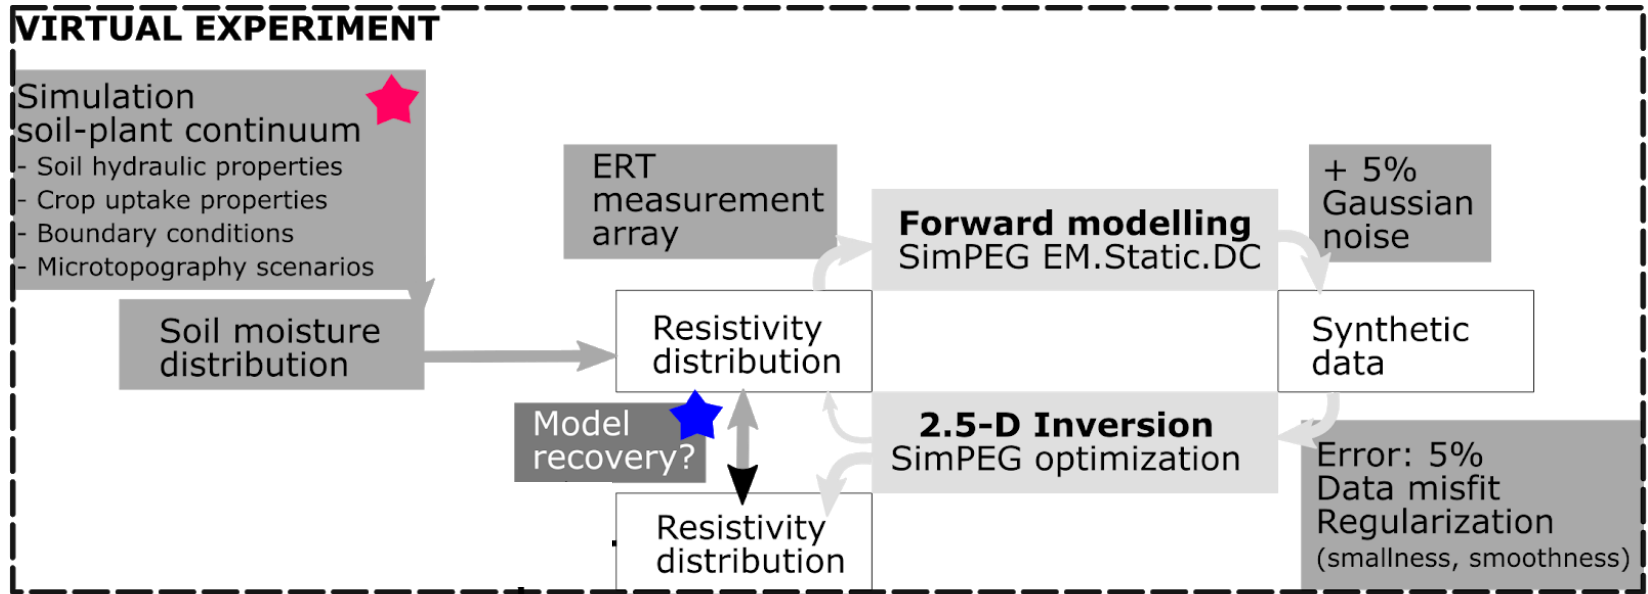 VIRTUAL EXPERIMENT
Simulation
soil-plant continuum
- Soil hydraulic properties
- Crop uptake properties
- Boundary conditions
- Microtopography scenarios
Soil moisture
distribution
ERT
measurement
array
Forward modelling
SimPEG EM.Static.DC
+ 5%
Gaussian
noise
Resistivity
distribution
Synthetic
data
Model
recovery?
2.5-D Inversion
SimPEG optimization
Error: 5%
Data misfit
Regularization
(smallness, smoothness)
Resistivity
distribution